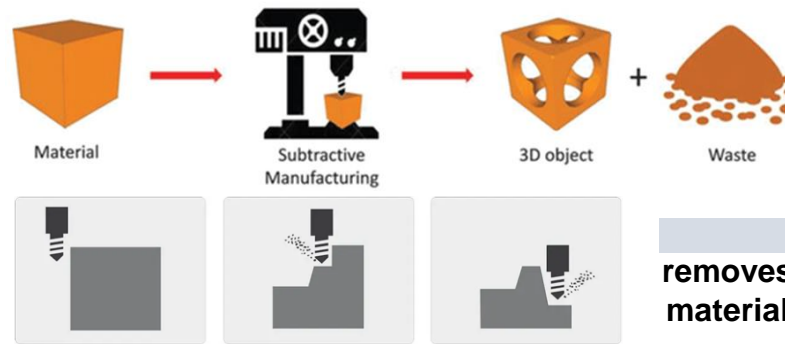 Material
Subtractive
Manufacturing
3D object
+
Waste
removes
material